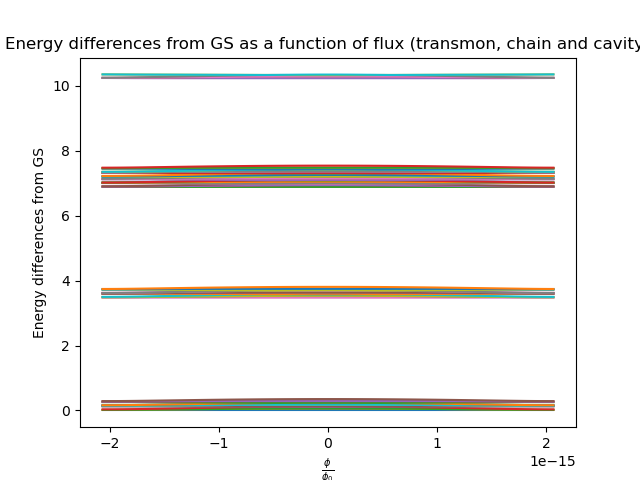 Energy differences from GS as a function of flux (transmon, chain and cavity
Energy differences from GS
10
8
6
4
2
0
−2
−1
0
1
2
1e−15
ϕ
ϕ₀